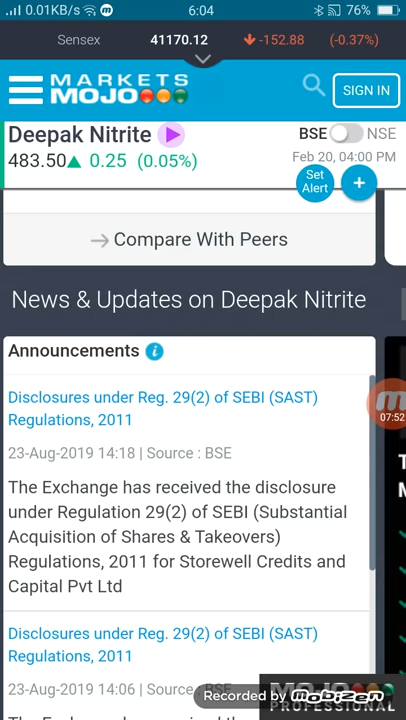 0.01KB/s 6:04 76%
Sensex 41170.12 -152.88 (-0.37%)
MARKETS
MOJO
SIGN IN
Deepak Nitrite BSE NSE
483.50 0.25 (0.05%) Feb 20, 04:00 PM
Set
Alert
+
Compare With Peers
News & Updates on Deepak Nitrite
Announcements i
Disclosures under Reg. 29(2) of SEBI (SAST)
Regulations, 2011
07:52
23-Aug-2019 14:18 | Source : BSE
The Exchange has received the disclosure
under Regulation 29(2) of SEBI (Substantial
Acquisition of Shares & Takeovers)
Regulations, 2011 for Storewell Credits and
Capital Pvt Ltd
Disclosures under Reg. 29(2) of SEBI (SAST)
Regulations, 2011
23-Aug-2019 14:06 | Source : BSE
Recorded by MOBIZEN
MOJO
PROFESSIONAL